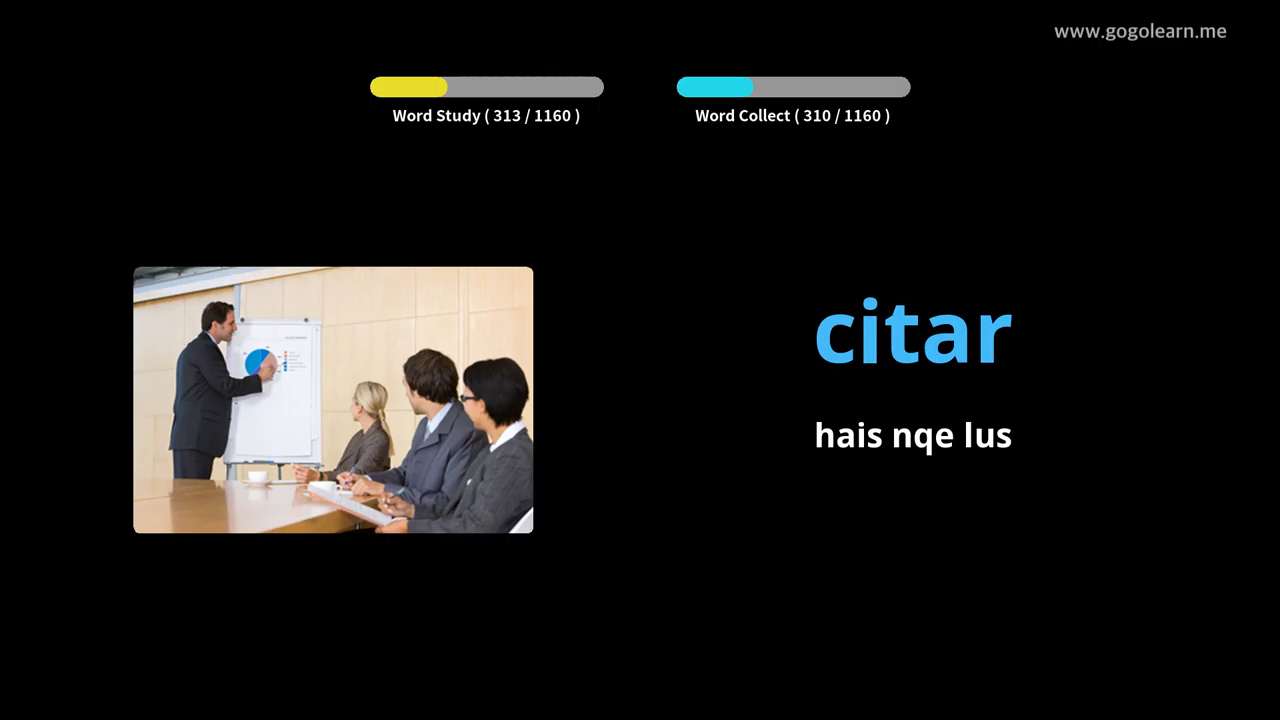 www.gogolearn.me
Word Study ( 313 / 1160 )
Word Collect ( 310 / 1160 )
citar
hais nqe lus